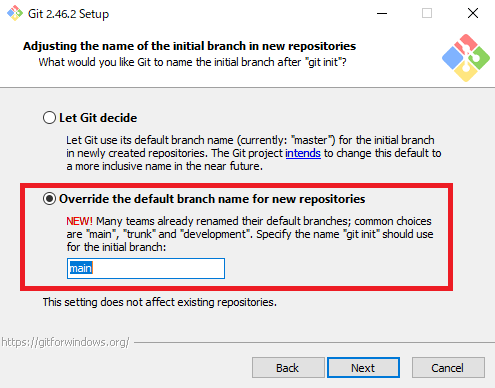 Git 2.46.2 Setup
Adjusting the name of the initial branch in new repositories
What would you like Git to name the initial branch after "git init"?
Let Git decide
Let Git use its default branch name (currently: "master") for the initial branch
in newly created repositories. The Git project intends to change this default to
a more inclusive name in the near future.
Override the default branch name for new repositories
NEW! Many teams already renamed their default branches; common choices
are "main", "trunk" and "development". Specify the name "git init" should use
for the initial branch:
main
This setting does not affect existing repositories.
https://gitforwindows.org/
Back
Next
Cancel